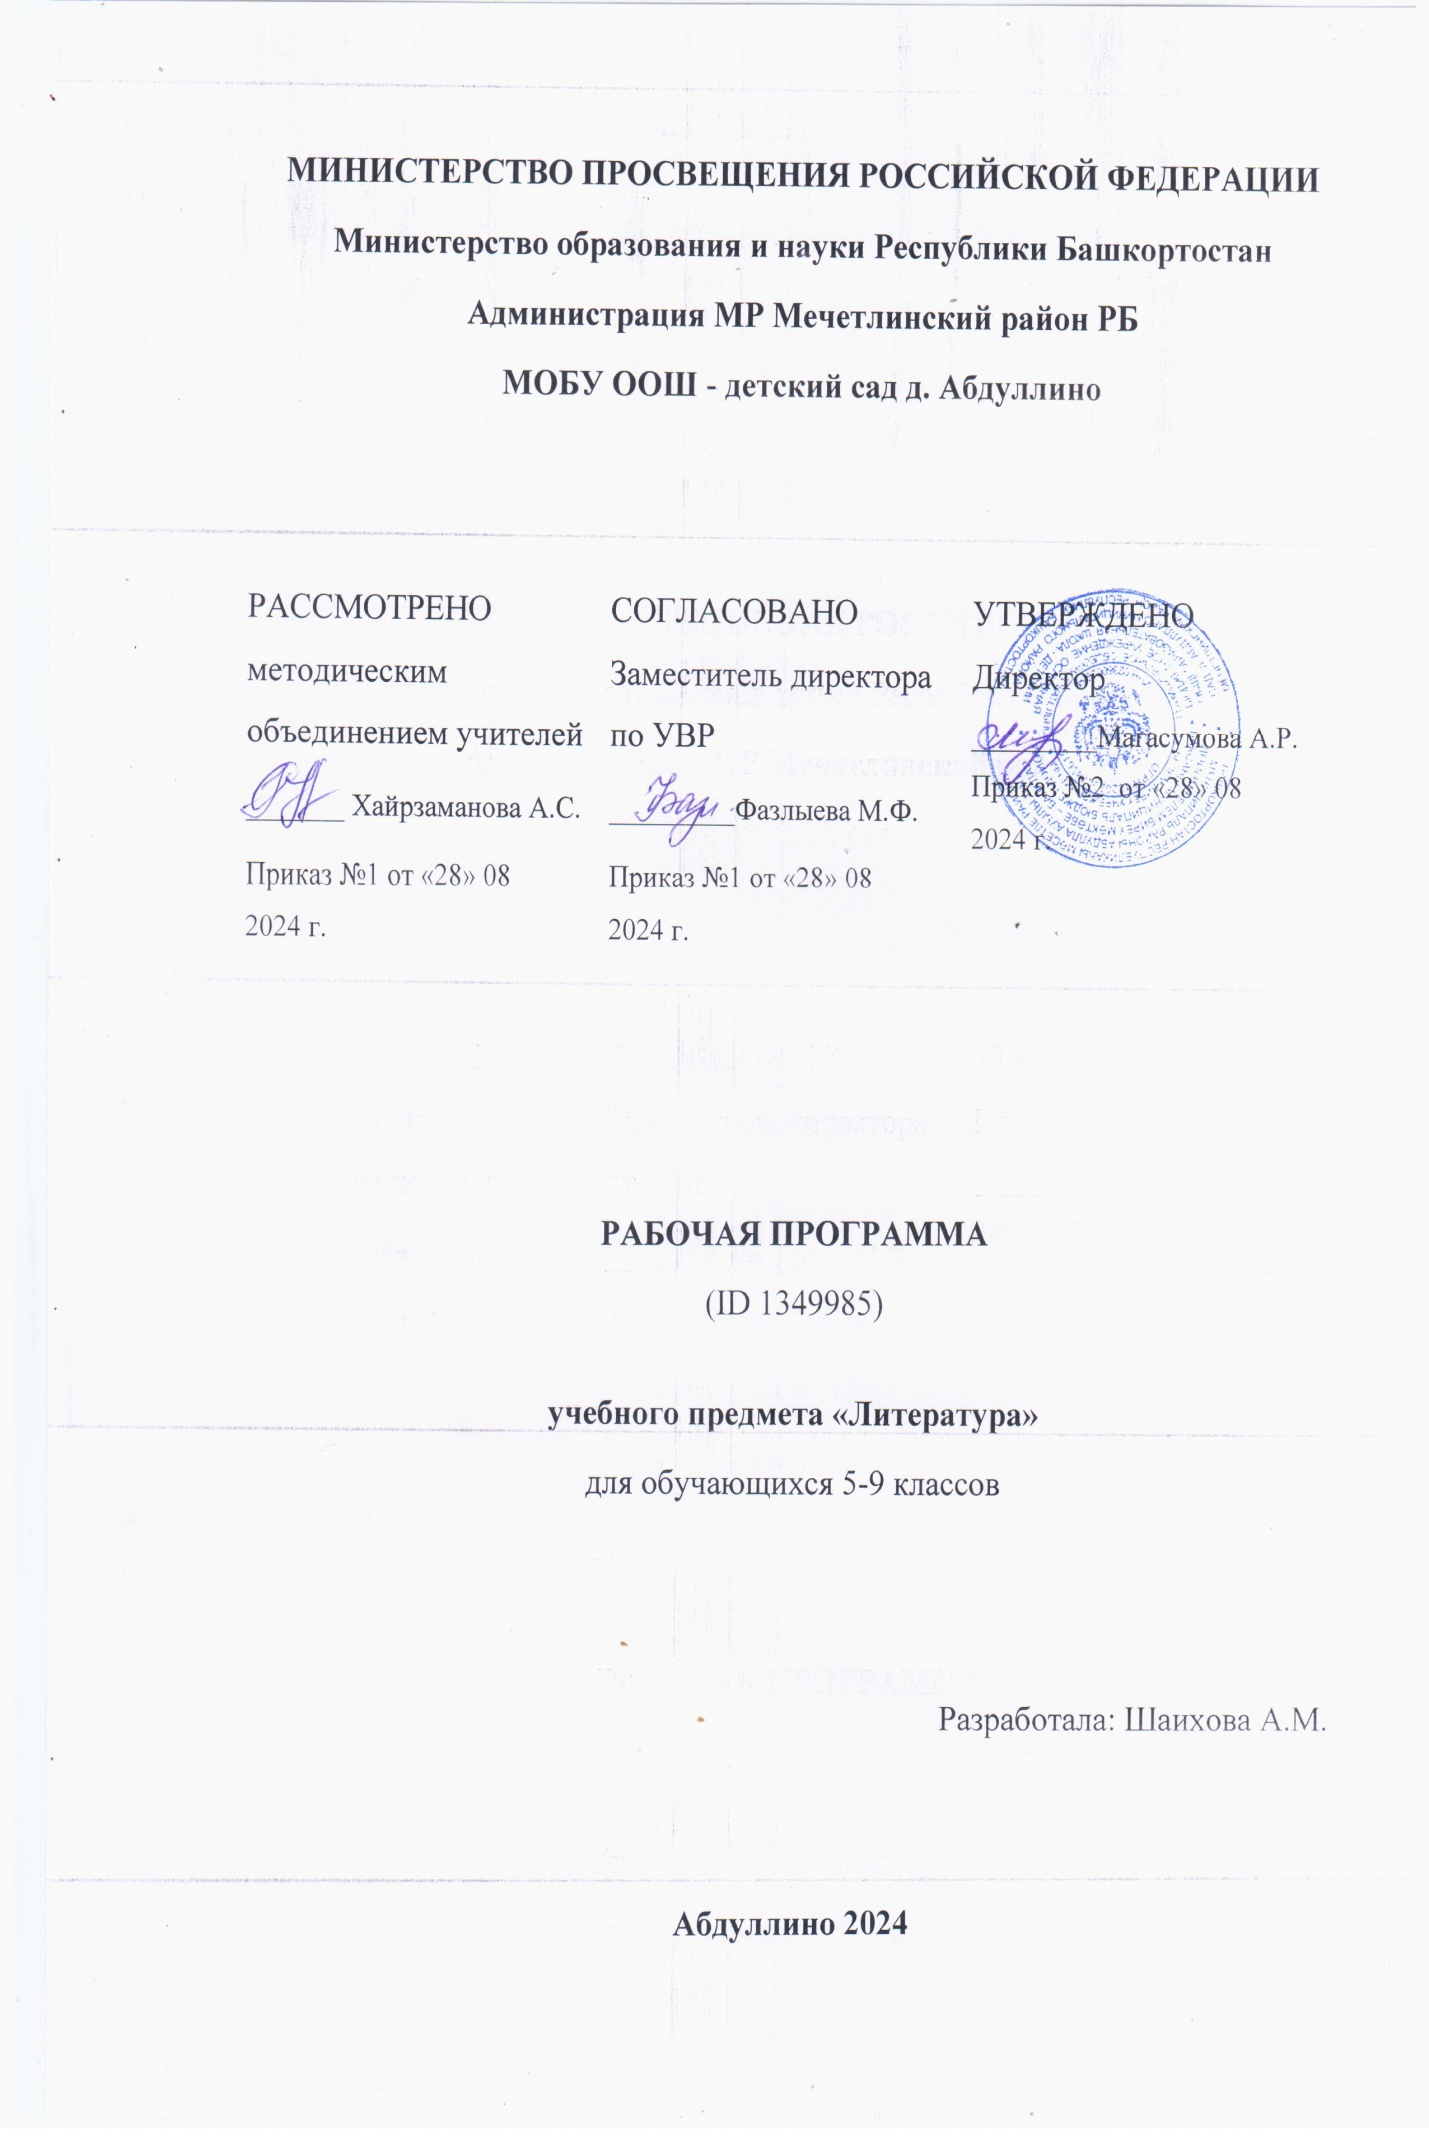 МИНИСТЕРСТВО ПРОСВЕЩЕНИЯ РОССИЙСКОЙ ФЕДЕРАЦИИ
Министерство образования и науки Республики Башкортостан
Администрация МР Мечетлинский район РБ
МОБУ ООШ - детский сад д. Абдуллино
РАССМОТРЕНО
методическим
объединением учителей
________ Хайрзаманова А.С.
Приказ №1 от «28» 08
2024 г.
СОГЛАСОВАНО
Заместитель директора
по УВР
__________Фазлыева М.Ф.
Приказ №1 от «28» 08
2024 г.
УТВЕРЖДЕНО
Директор
__________Магасумова А.Р.
Приказ №2 от «28» 08
2024 г.
РАБОЧАЯ ПРОГРАММА
(ID 1349985)
учебного предмета «Литература»
для обучающихся 5-9 классов
Разработала: Шаихова А.М.
Абдуллино 2024